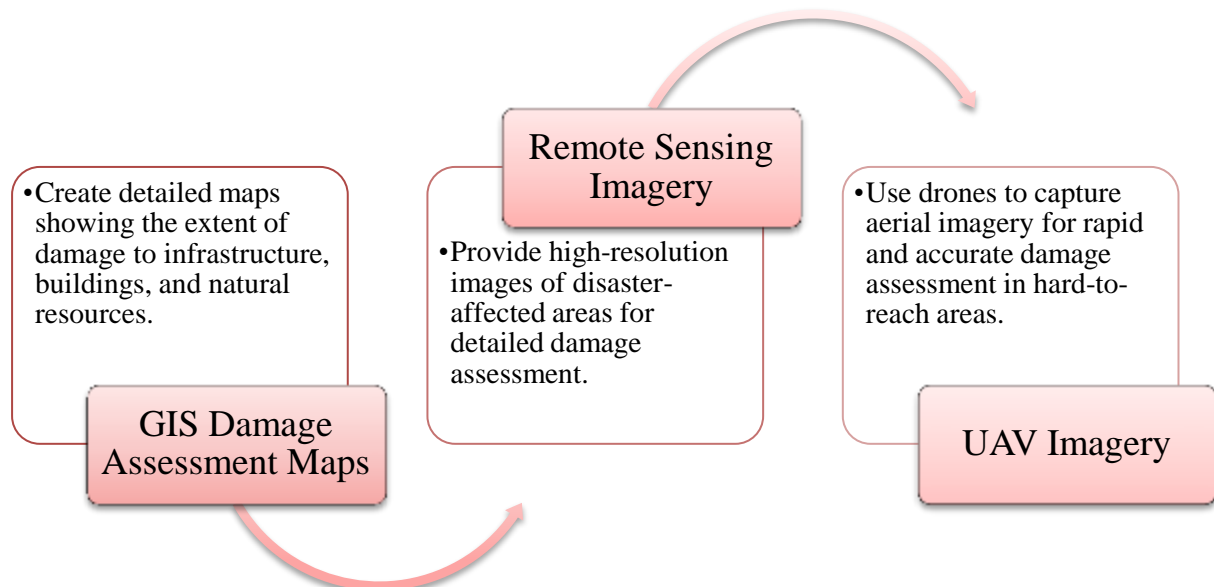 •Create detailed maps
showing the extent of
damage to infrastructure,
buildings, and natural
resources.
GIS Damage
Assessment Maps
Remote Sensing
Imagery
•Provide high-resolution
images of disaster-
affected areas for
detailed damage
assessment.
•Use drones to capture
aerial imagery for rapid
and accurate damage
assessment in hard-to-
reach areas.
UAV Imagery